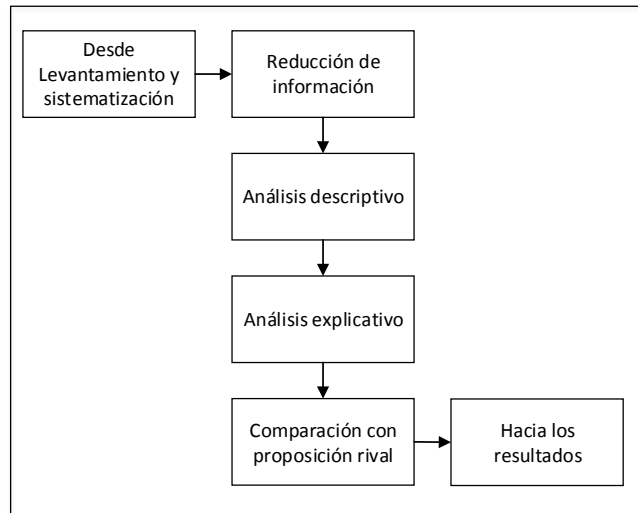 Desde
Levantamiento y
sistematización
Reducción de
información
Análisis descriptivo
Análisis explicativo
Comparación con
proposición rival
Hacia los
resultados